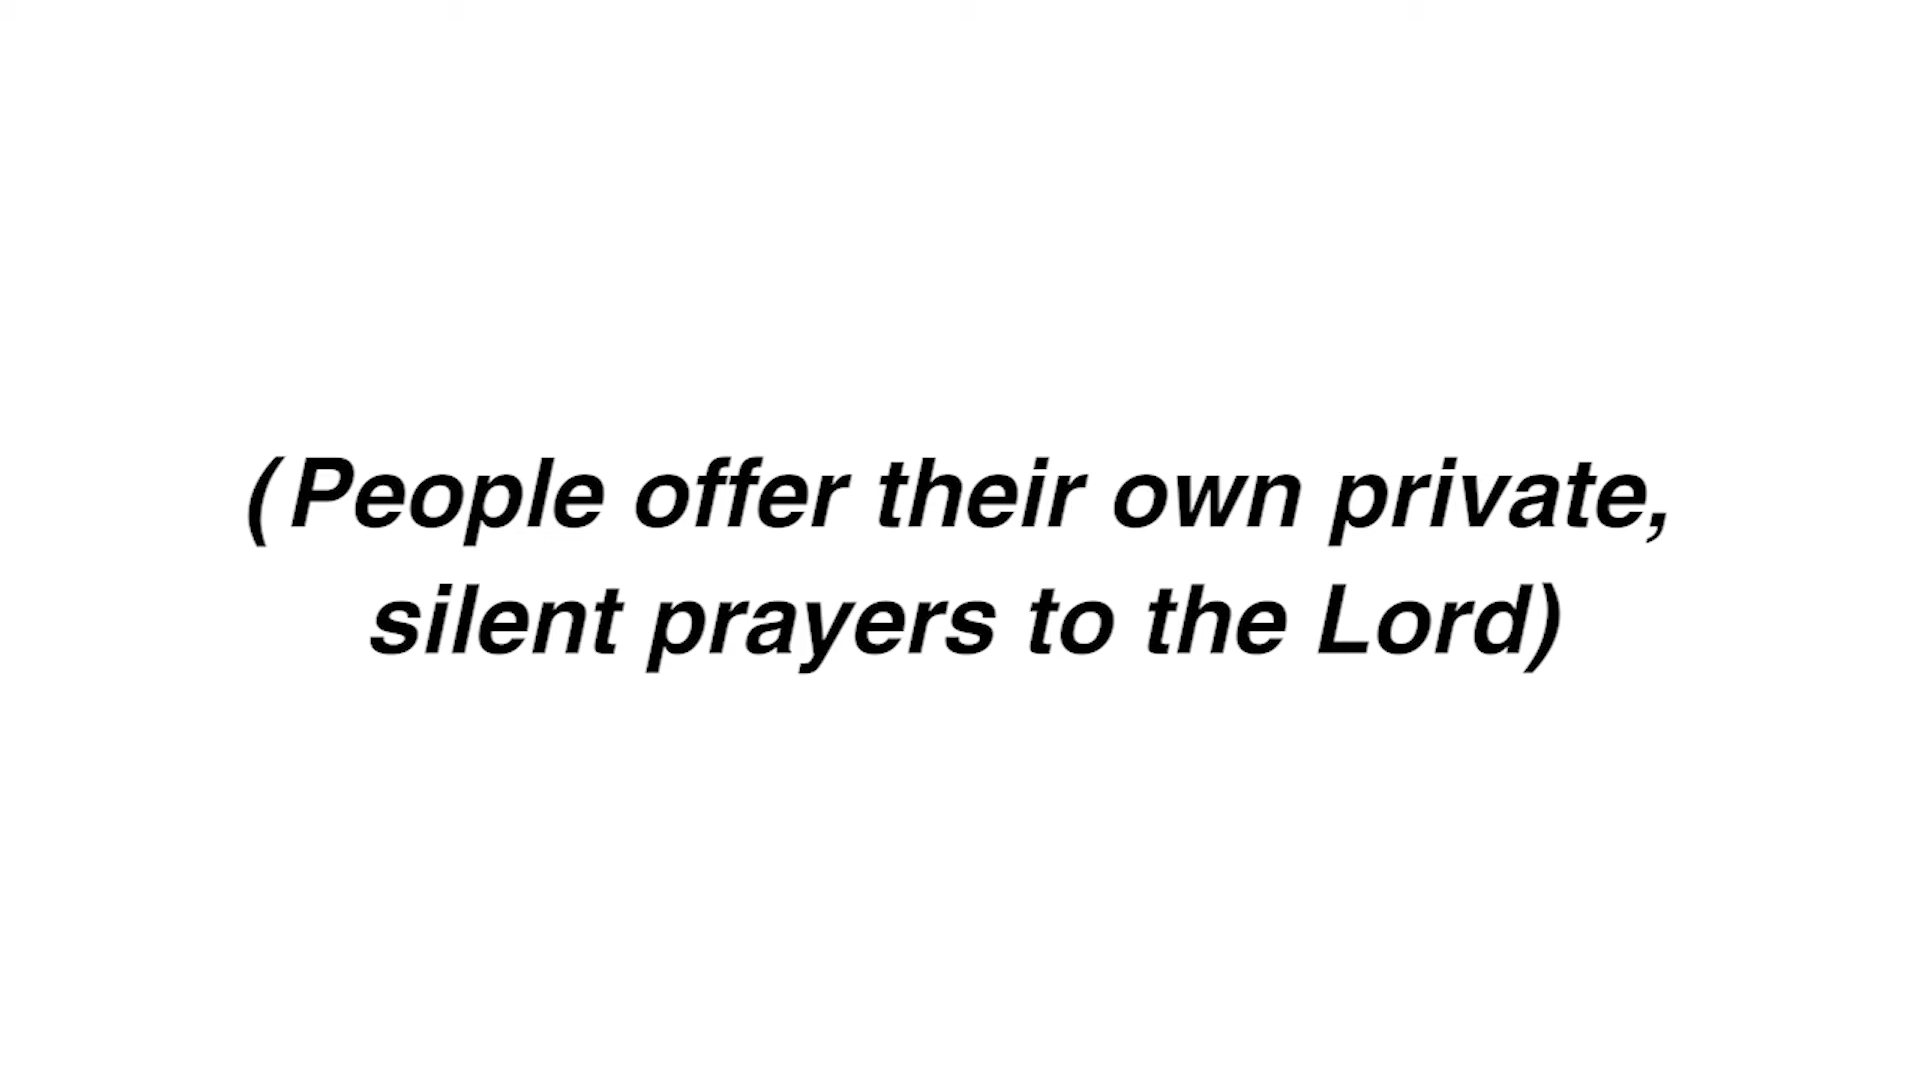 (People offer their own private,
silent prayers to the Lord)